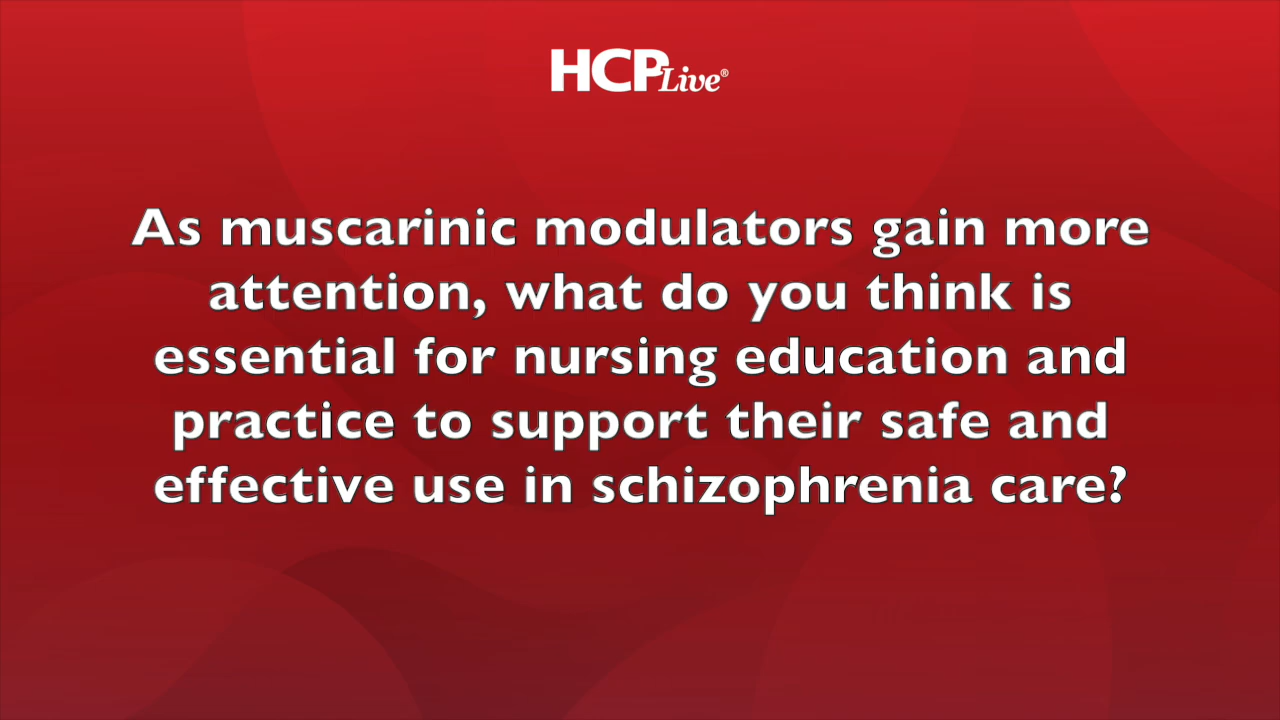 HCPLive®
As muscarinic modulators gain more
attention, what do you think is
essential for nursing education and
practice to support their safe and
effective use in schizophrenia care?